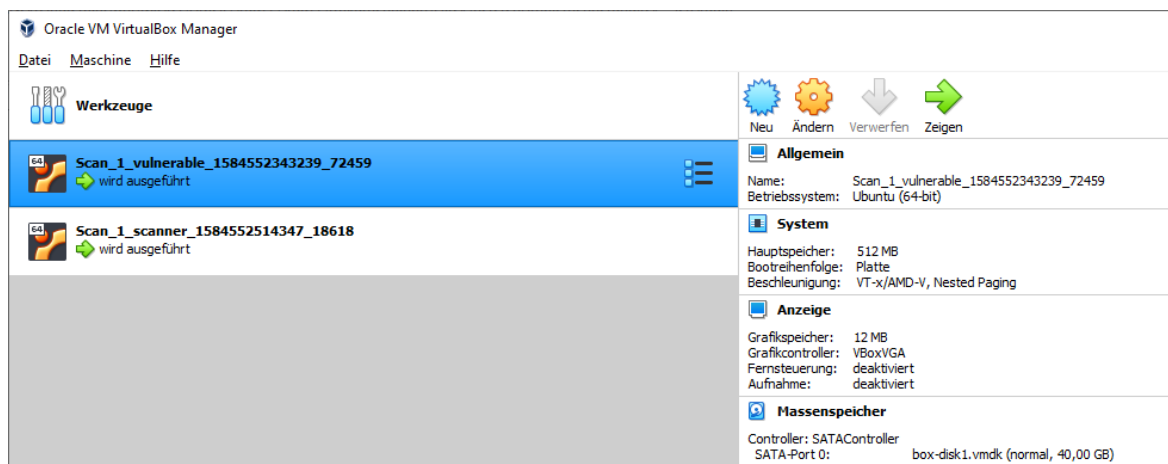 Oracle VM VirtualBox Manager
Datei Maschine Hilfe
Werkzeuge
64
Scan_1_vulnerable_1584552343239_72459
wird ausgeführt
64
Scan_1_scanner_1584552514347_18618
wird ausgeführt
Neu Ändern Verwerfen Zeigen
Allgemein
Name: Scan_1_vulnerable_1584552343239_72459
Betriebssystem: Ubuntu (64-bit)
System
Hauptspeicher: 512 MB
Bootreihenfolge: Platte
Beschleunigung: VT-x/AMD-V, Nested Paging
Anzeige
Grafikspeicher: 12 MB
Grafikcontroller: VBoxVGA
Fernsteuerung: deaktiviert
Aufnahme: deaktiviert
Massenspeicher
Controller: SATAController
SATA-Port 0: box-disk1.vmdk (normal, 40,00 GB)